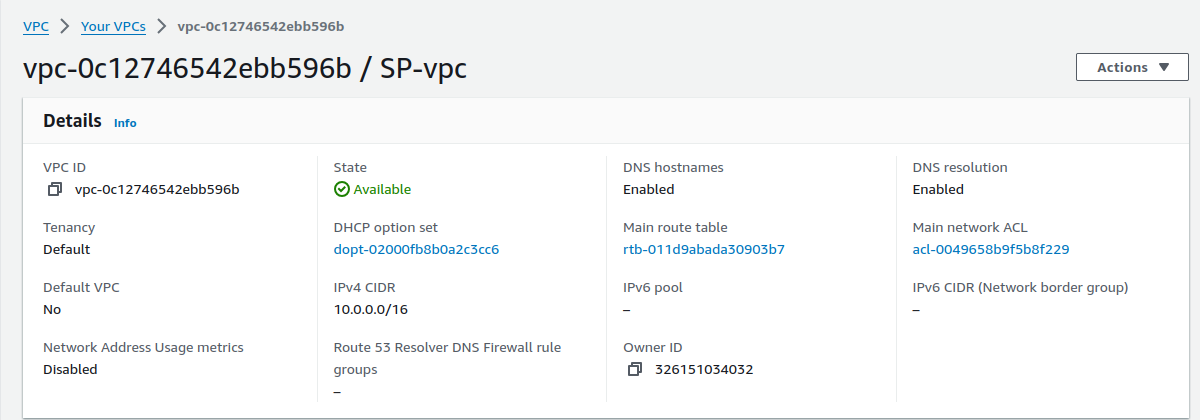 VPC > Your VPCs > vpc-0c12746542ebb596b
vpc-0c12746542ebb596b / SP-vpc
Actions
Details Info
VPC ID
vpc-0c12746542ebb596b
State
Available
DNS hostnames
Enabled
DNS resolution
Enabled
Tenancy
Default
DHCP option set
dopt-02000fb8b0a2c3cc6
Main route table
rtb-011d9abada30903b7
Main network ACL
acl-0049658b9f5b8f229
Default VPC
No
IPv4 CIDR
10.0.0.0/16
IPv6 pool
–
IPv6 CIDR (Network border group)
–
Network Address Usage metrics
Disabled
Route 53 Resolver DNS Firewall rule
groups
–
Owner ID
326151034032